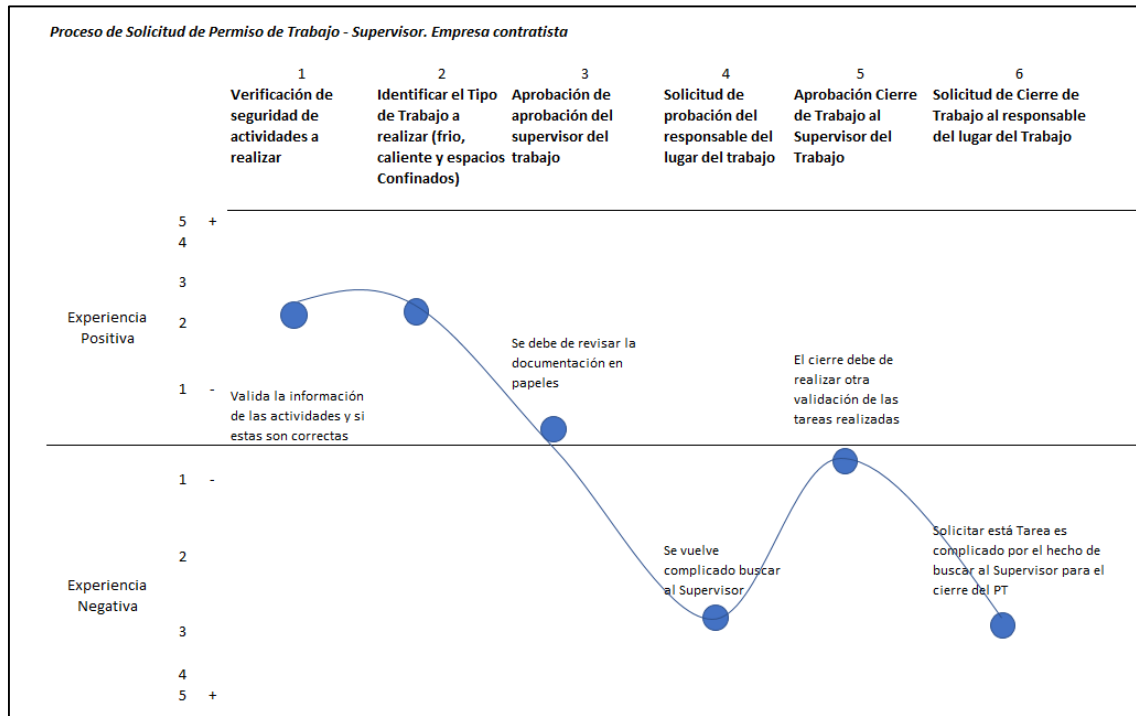 Proceso de Solicitud de Permiso de Trabajo - Supervisor. Empresa contratista
1
Verificación de
seguridad de
actividades a
realizar
2
Identificar el Tipo
de Trabajo a
realizar (frio,
caliente y espacios
Confinados)
3
Aprobación de
aprobación del
supervisor del
trabajo
4
Solicitud de
probación del
responsable del
lugar del trabajo
5
Aprobación Cierre
de Trabajo al
Supervisor del
Trabajo
6
Solicitud de Cierre de
Trabajo al responsable
del lugar del Trabajo
5 +
4
3
2
1 -
Experiencia
Positiva
Valida la información
de las actividades y si
estas son correctas
Se debe de revisar la
documentación en
papeles
El cierre debe de
realizar otra
validación de las
tareas realizadas
1 -
2
3
4
5 +
Experiencia
Negativa
Se vuelve
complicado buscar
al Supervisor
Solicitar está Tarea es
complicado por el hecho de
buscar al Supervisor para el
cierre del PT